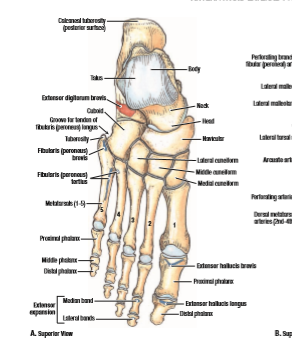 Calcaneal tuberosity
(posterior surface)
Body
Talus
Extensor digitorum brevis
Neck
Cuboid
Groove for tendon of
fibularis (peroneus) longus
Head
Navicular
Tuberosity
Fibularis (peroneus)
brevis
Lateral cuneiform
Middle cuneiform
Fibularis (peroneus)
tertius
Medial cuneiform
Metatarsals (1-5)
5
4
3
2
1
Proximal phalanx
Middle phalanx
Distal phalanx
Extensor hallucis brevis
Proximal phalanx
Extensor
expansion
Median band
Lateral bands
Extensor hallucis longus
Distal phalanx
A. Superior View
Perforating branch
fibular (peroneal) ar
Lateral malle
Lateral malleolar
Lateral tarsal
Arcuate art
Perforating arterie
Dorsal metatars
arteries (2nd-4t
B. Sup